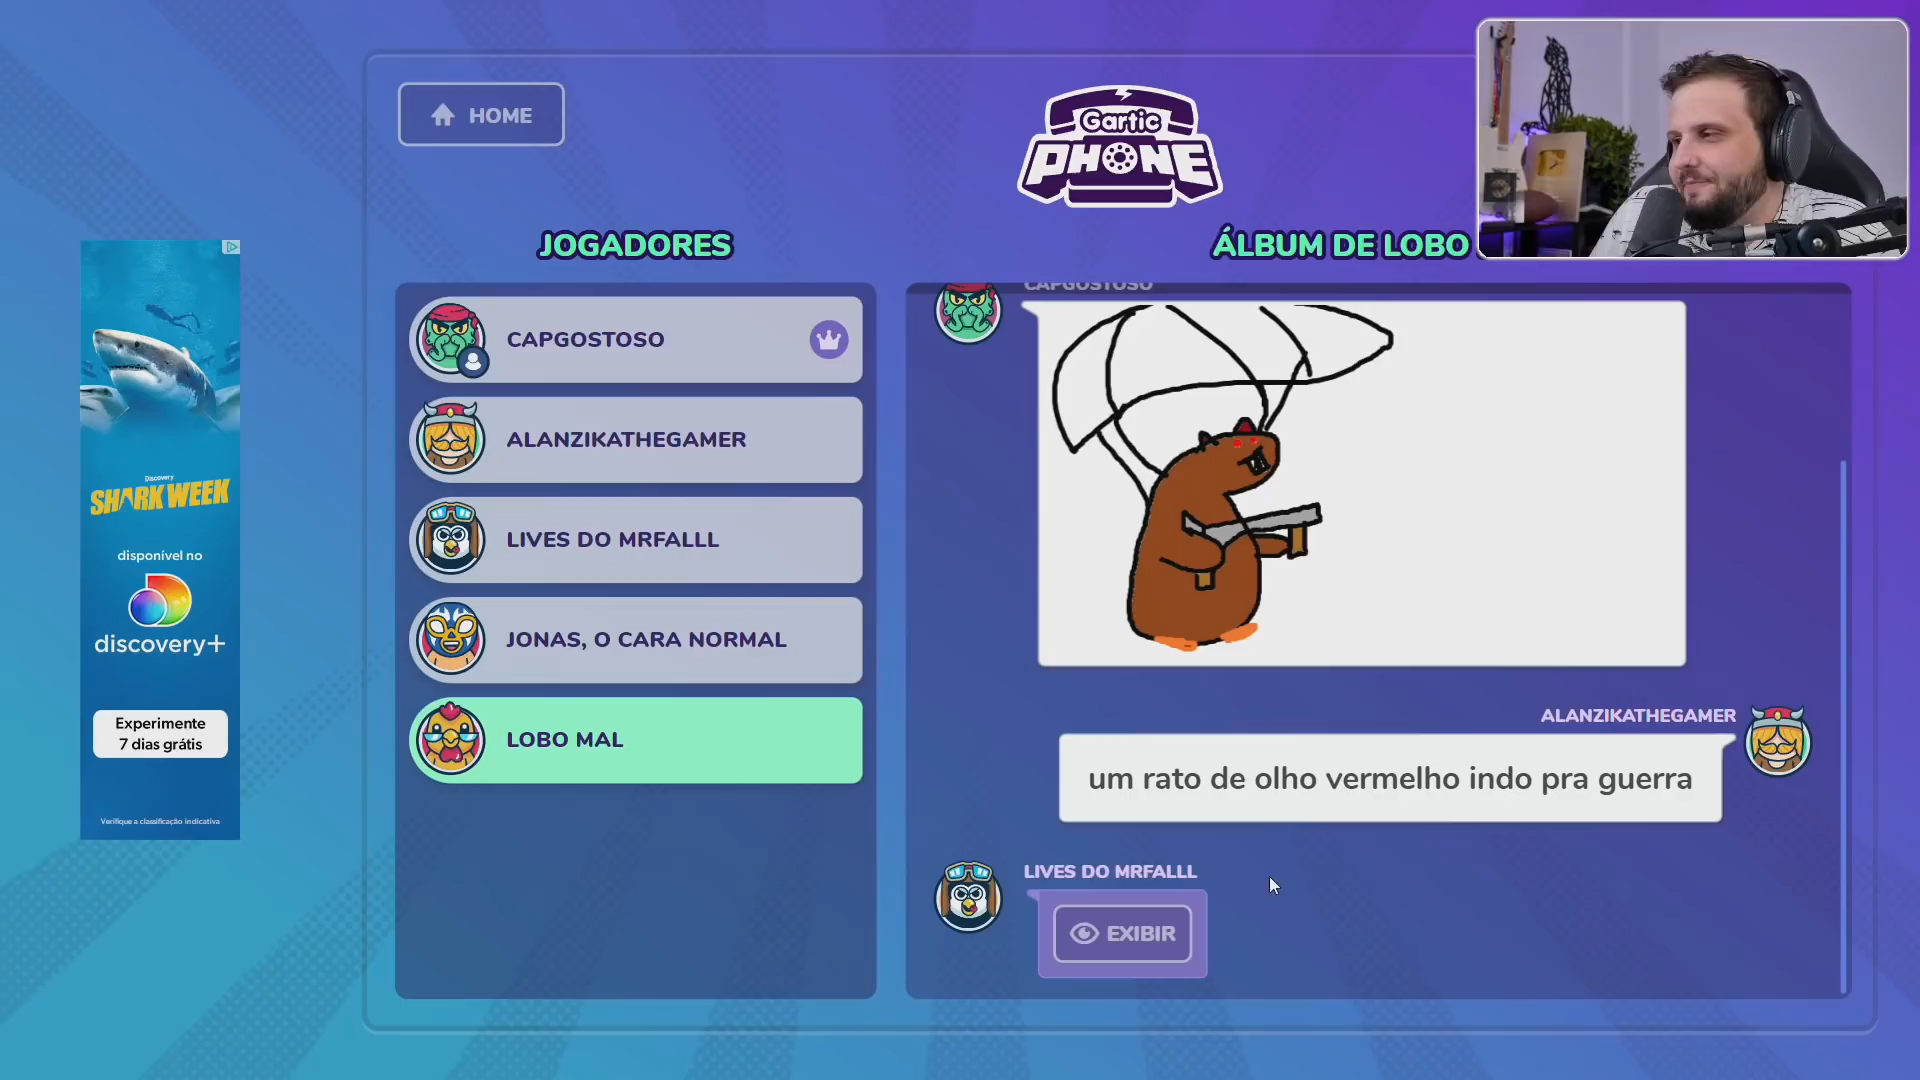 HOME
Gartic
PHONE
JOGADORES
ÁLBUM DE LOBO
CAPGOSTOSO
ALANZIKATHEGAMER
LIVES DO MRFALLL
JONAS, O CARA NORMAL
LOBO MAL
CAPGOSTOSO
ALANZIKATHEGAMER
um rato de olho vermelho indo pra guerra
LIVES DO MRFALLL
EXIBIR
Discovery
SHARK WEEK
disponível no
discovery+
Experimente
7 dias grátis
Verifique a classificação indicativa